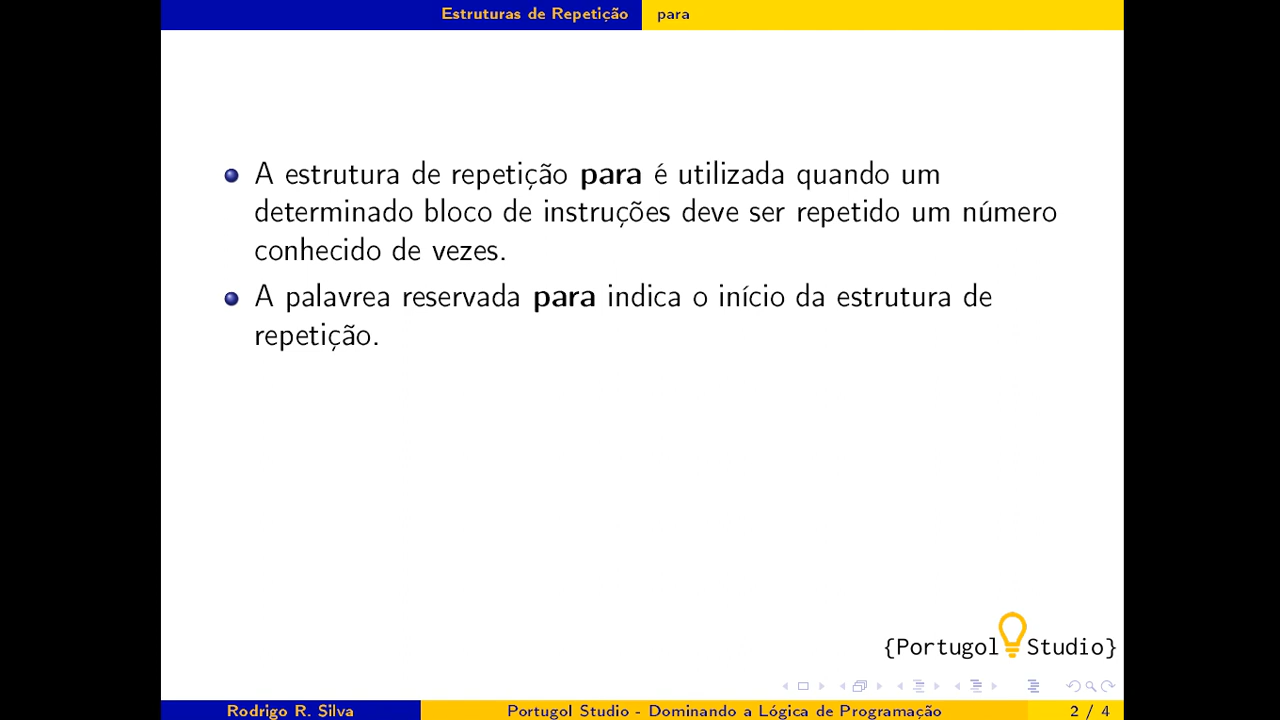 Estruturas de Repetição para
A estrutura de repetição para é utilizada quando um
determinado bloco de instruções deve ser repetido um número
conhecido de vezes.
A palavrea reservada para indica o início da estrutura de
repetição.
{Portugol Studio}
Rodrigo R. Silva Portugol Studio - Dominando a Lógica de Programação 2 / 4